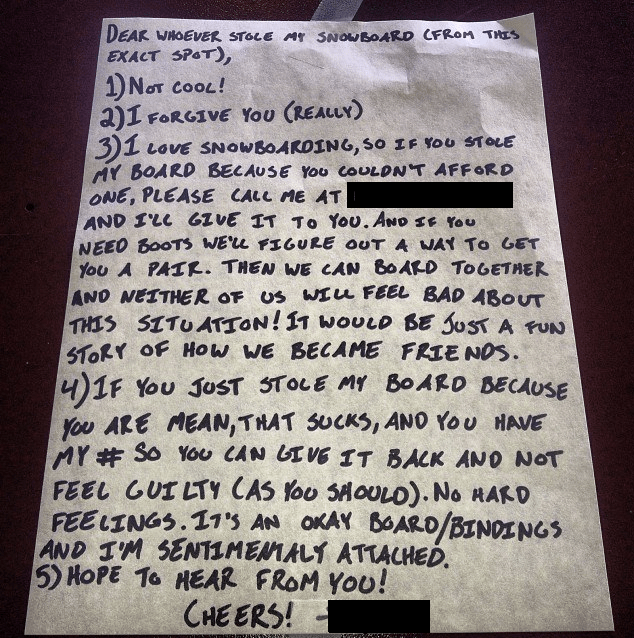 DEAR WHOEVER STOLE MY SNOWBOARD (FROM THIS
EXACT SPOT),
1) NOT COOL!
2) I FORGIVE YOU (REALLY)
3) I LOVE SNOWBOARDING, SO IF YOU STOLE
MY BOARD BECAUSE YOU COULDN'T AFFORD
ONE, PLEASE CALL ME AT
AND I'LL GIVE IT TO YOU. AND IF YOU
NEED BOOTS WE'LL FIGURE OUT A WAY TO GET
YOU A PAIR. THEN WE CAN BOARD TOGETHER
AND NEITHER OF US WILL FEEL BAD ABOUT
THIS SITUATION! IT WOULD BE JUST A FUN
STORY OF HOW WE BECAME FRIENDS.
4) IF YOU JUST STOLE MY BOARD BECAUSE
YOU ARE MEAN, THAT SUCKS, AND YOU HAVE
MY # SO YOU CAN GIVE IT BACK AND NOT
FEEL GUILTY (AS YOU SHOULD). NO HARD
FEELINGS. IT'S AN OKAY BOARD/BINDINGS
AND I'M SENTIMENTALY ATTACHED.
5) HOPE TO HEAR FROM YOU!
CHEERS! -